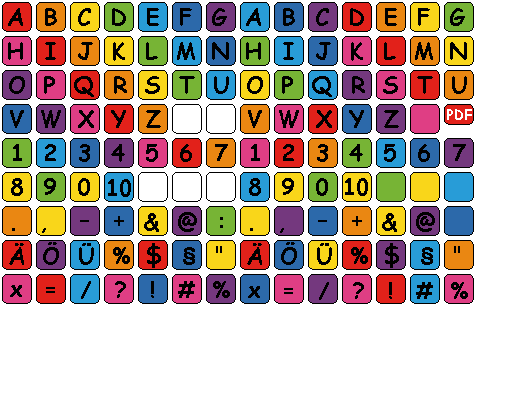 A B C D E F G A B C D E F G
H I J K L M N H I J K L M N
O P Q R S T U O P Q R S T U
V W X Y Z V W X Y Z PDF
1 2 3 4 5 6 7 1 2 3 4 5 6 7
8 9 0 10 8 9 0 10
. , - + & @ : . , - + & @
Ä Ö Ü % $ § " Ä Ö Ü % $ § "
x = / ? ! # % x = / ? ! # %